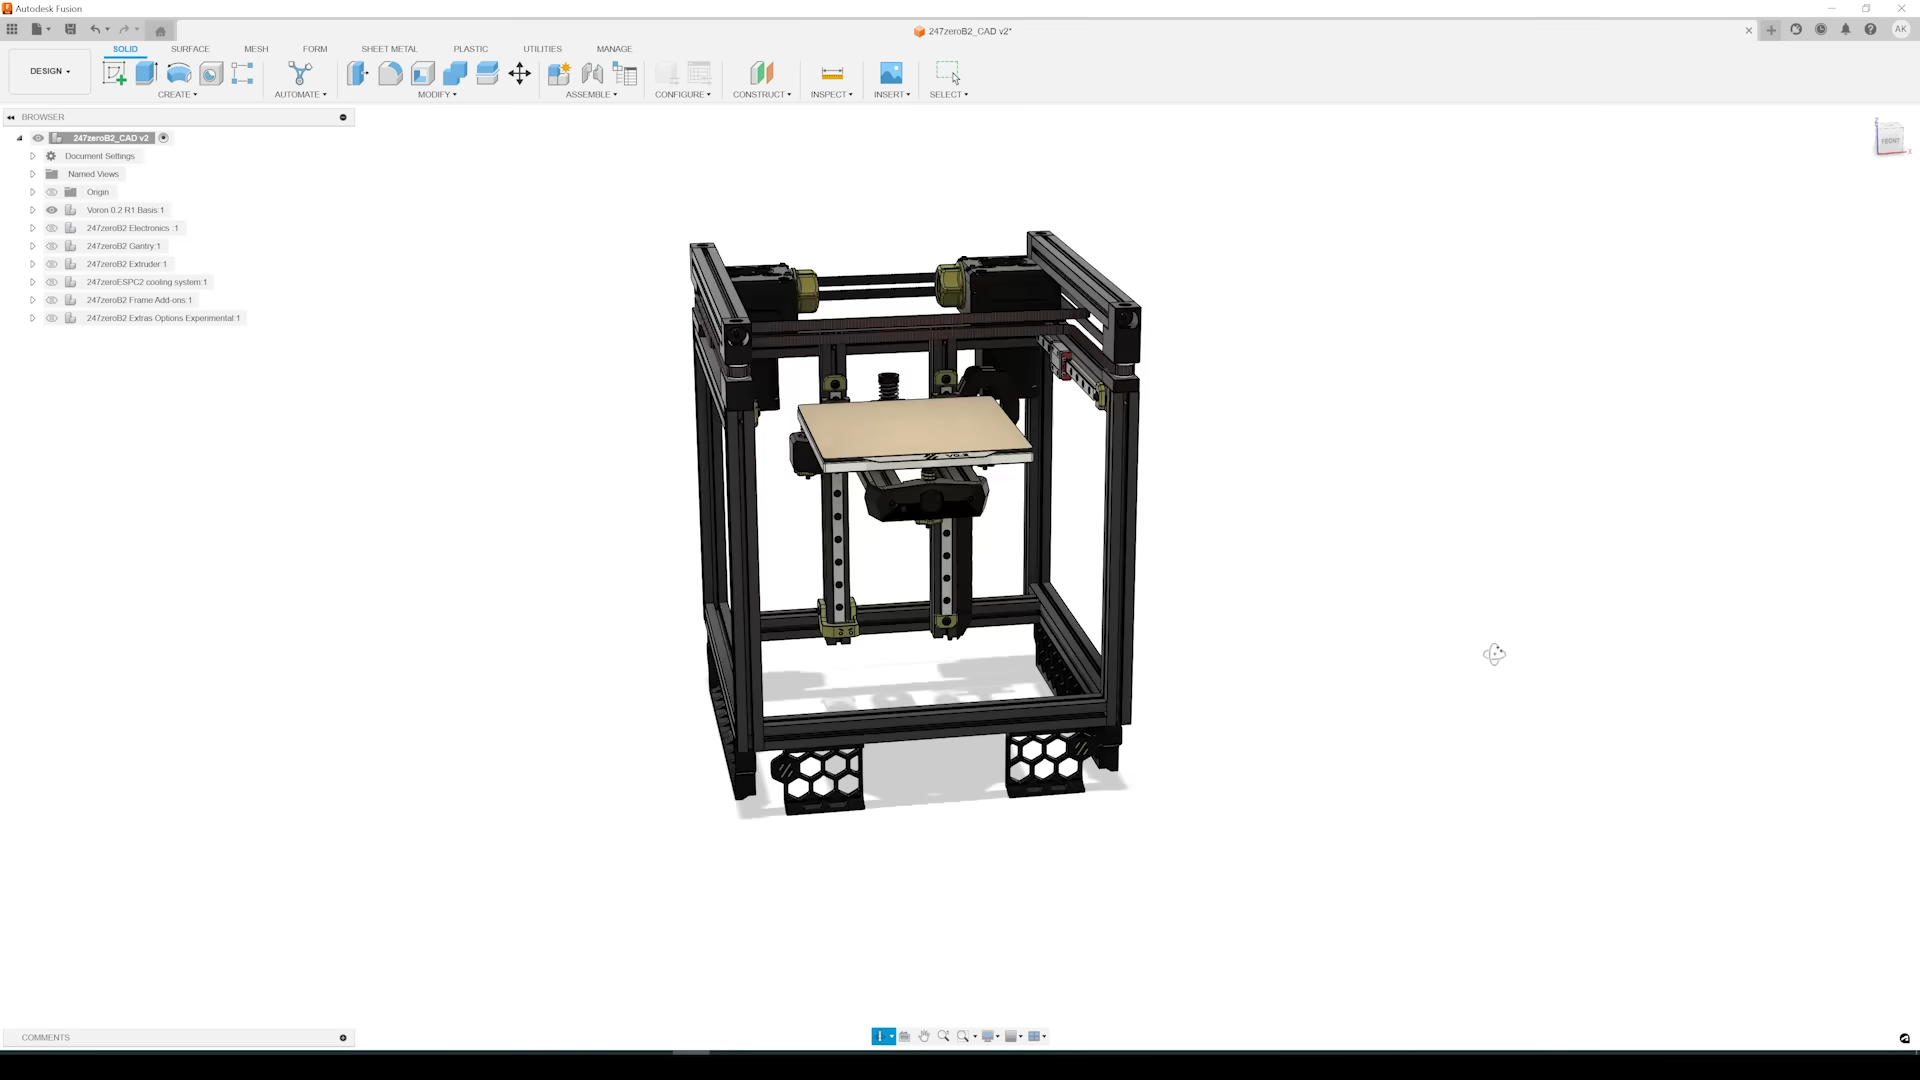 Autodesk Fusion
247zeroB2_CAD v2*
AK
DESIGN
SOLID
SURFACE
MESH
FORM
SHEET METAL
PLASTIC
UTILITIES
MANAGE
CREATE
AUTOMATE
MODIFY
ASSEMBLE
CONFIGURE
CONSTRUCT
INSPECT
INSERT
SELECT
BROWSER
247zeroB2_CAD v2
Document Settings
Named Views
Origin
Voron 0.2 R1 Basis:1
247zeroB2 Electronics :1
247zeroB2 Gantry:1
247zeroB2 Extruder:1
247zeroESPC2 cooling system:1
247zeroB2 Frame Add-ons:1
247zeroB2 Extras Options Experimental:1
Z
FRONT
X
COMMENTS